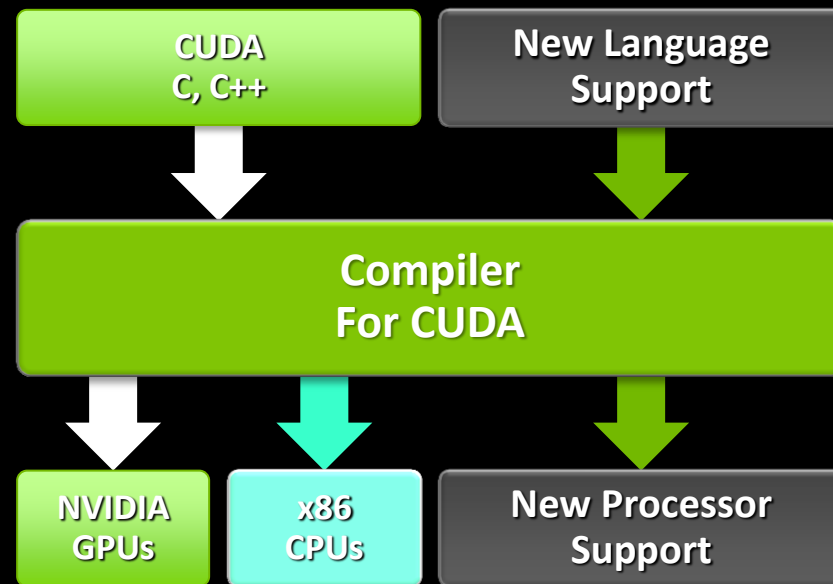 CUDA
C, C++
New Language
Support
Compiler
For CUDA
NVIDIA
GPUs
x86
CPUs
New Processor
Support